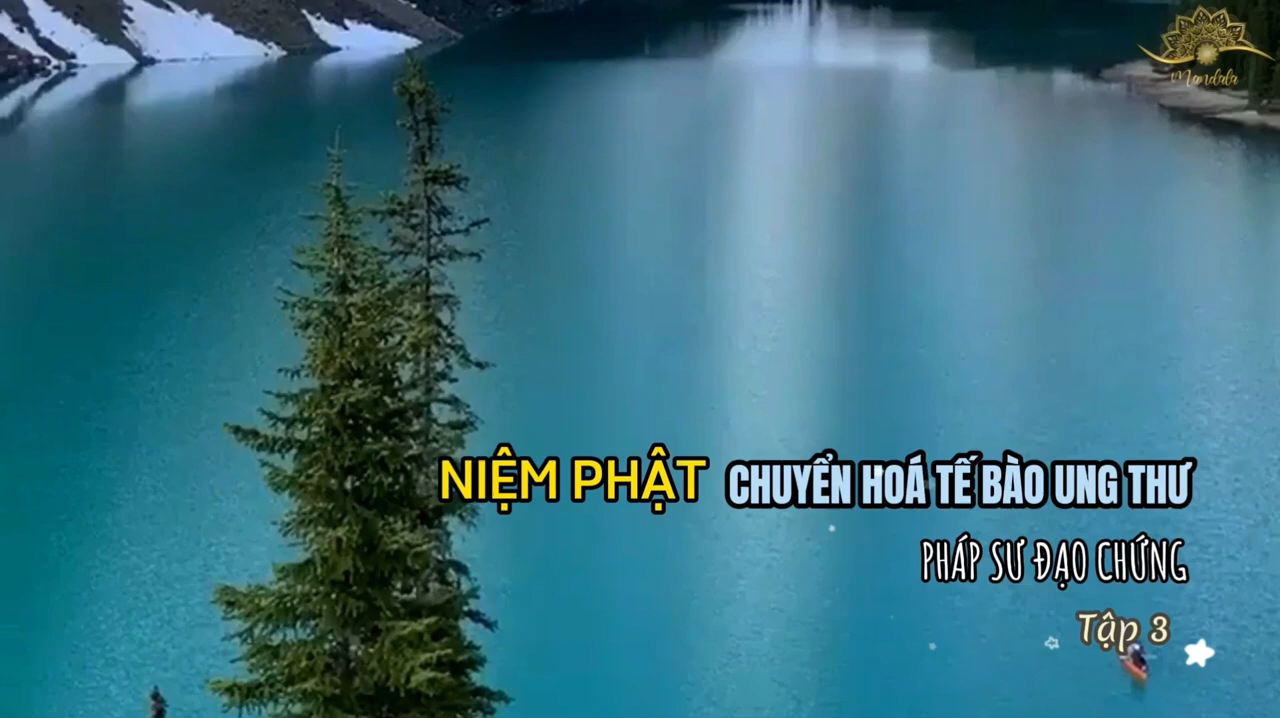 Mandala
NIỆM PHẬT CHUYỂN HOÁ TẾ BÀO UNG THƯ
PHÁP SƯ ĐẠO CHỨNG
Tập 3